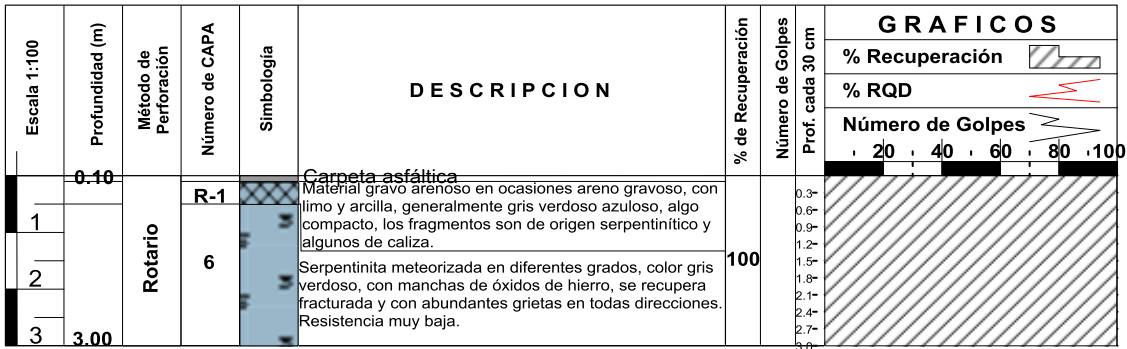 Escala 1:100
Profundidad (m)
Método de
Perforación
Número de CAPA
Simbología
D E S C R I P C I O N
% de Recuperación
Número de Golpes
Prof. cada 30 cm
G R A F I C O S
% Recuperación
% RQD
Número de Golpes
20 40 60 80 100
0.10
Carpeta asfáltica
R-1
Material gravo arenoso en ocasiones areno gravoso, con
limo y arcilla, generalmente gris verdoso azuloso, algo
compacto, los fragmentos son de origen serpentinítico y
algunos de caliza.
1
2
3
3.00
Rotario
6
Serpentinita meteorizada en diferentes grados, color gris
verdoso, con manchas de óxidos de hierro, se recupera
fracturada y con abundantes grietas en todas direcciones.
Resistencia muy baja.
100
0.3
0.6
0.9
1.2
1.5
1.8
2.1
2.4
2.7
3.0